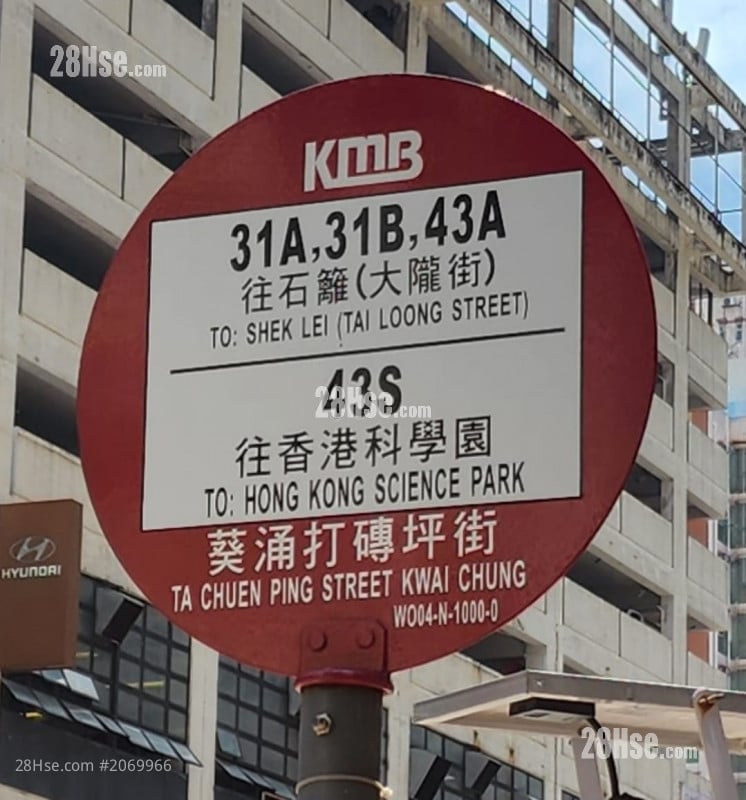 28Hse.com
KMB
31A,31B,43A
往石籬(大隴街)
TO: SHEK LEI (TAI LOONG STREET)
43S
28Hse.com
往香港科學園
TO: HONG KONG SCIENCE PARK
葵涌打磚坪街
TA CHUEN PING STREET KWAI CHUNG
WO04-N-1000-0
HYUNDAI
28Hse.com
28Hse.com #2069966